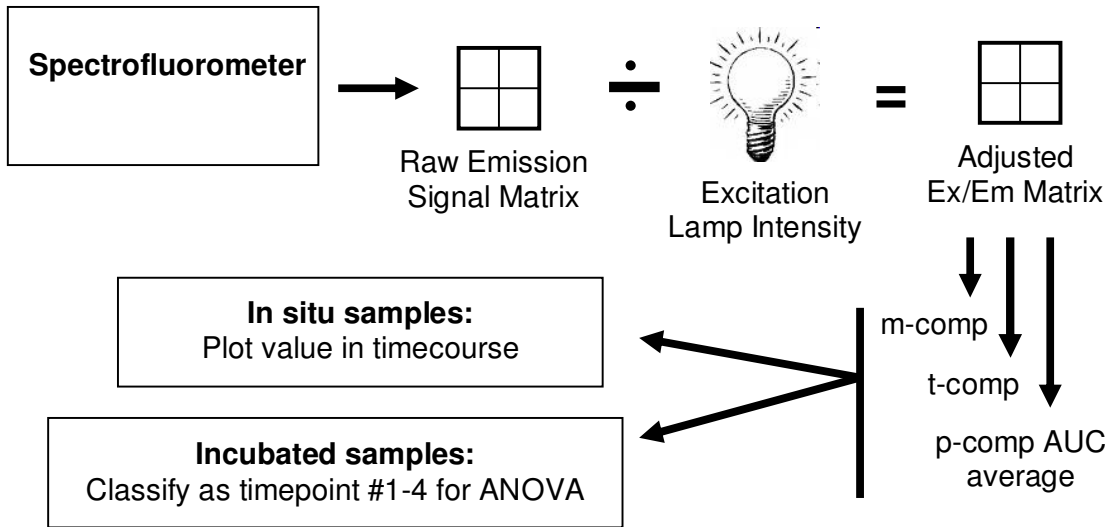 Spectrofluorometer
÷
=
Raw Emission
Signal Matrix
Excitation
Lamp Intensity
Adjusted
Ex/Em Matrix
m-comp
t-comp
p-comp AUC
average
In situ samples:
Plot value in timecourse
Incubated samples:
Classify as timepoint #1-4 for ANOVA